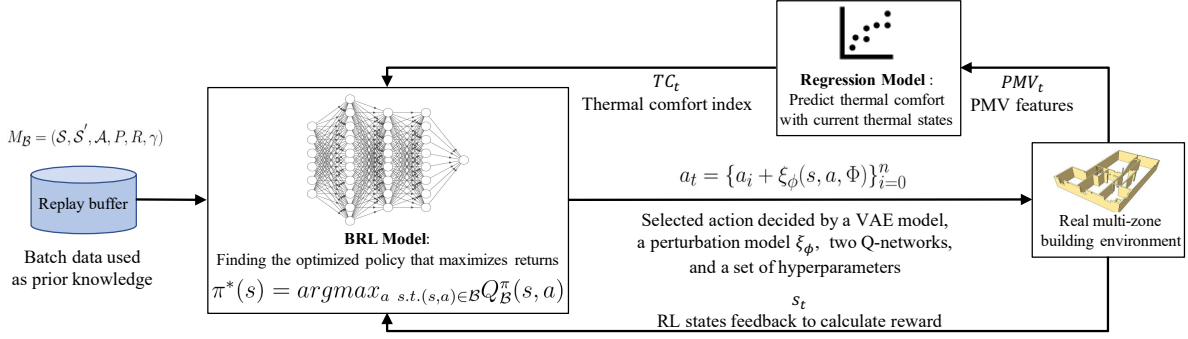 M_B = (S, S′, A, P, R, γ)
Replay buffer
Batch data used
as prior knowledge
BRL Model:
Finding the optimized policy that maximizes returns
π*(s) = argmax_{a s.t.(s,a)∈B} Q^π_B(s, a)
TC_t
Thermal comfort index
Regression Model :
Predict thermal comfort
with current thermal states
PMV_t
PMV features
a_t = {a_i + ξ_ϕ(s, a, Φ)}^n_{i=0}
Selected action decided by a VAE model,
a perturbation model ξ_ϕ, two Q-networks,
and a set of hyperparameters
Real multi-zone
building environment
s_t
RL states feedback to calculate reward